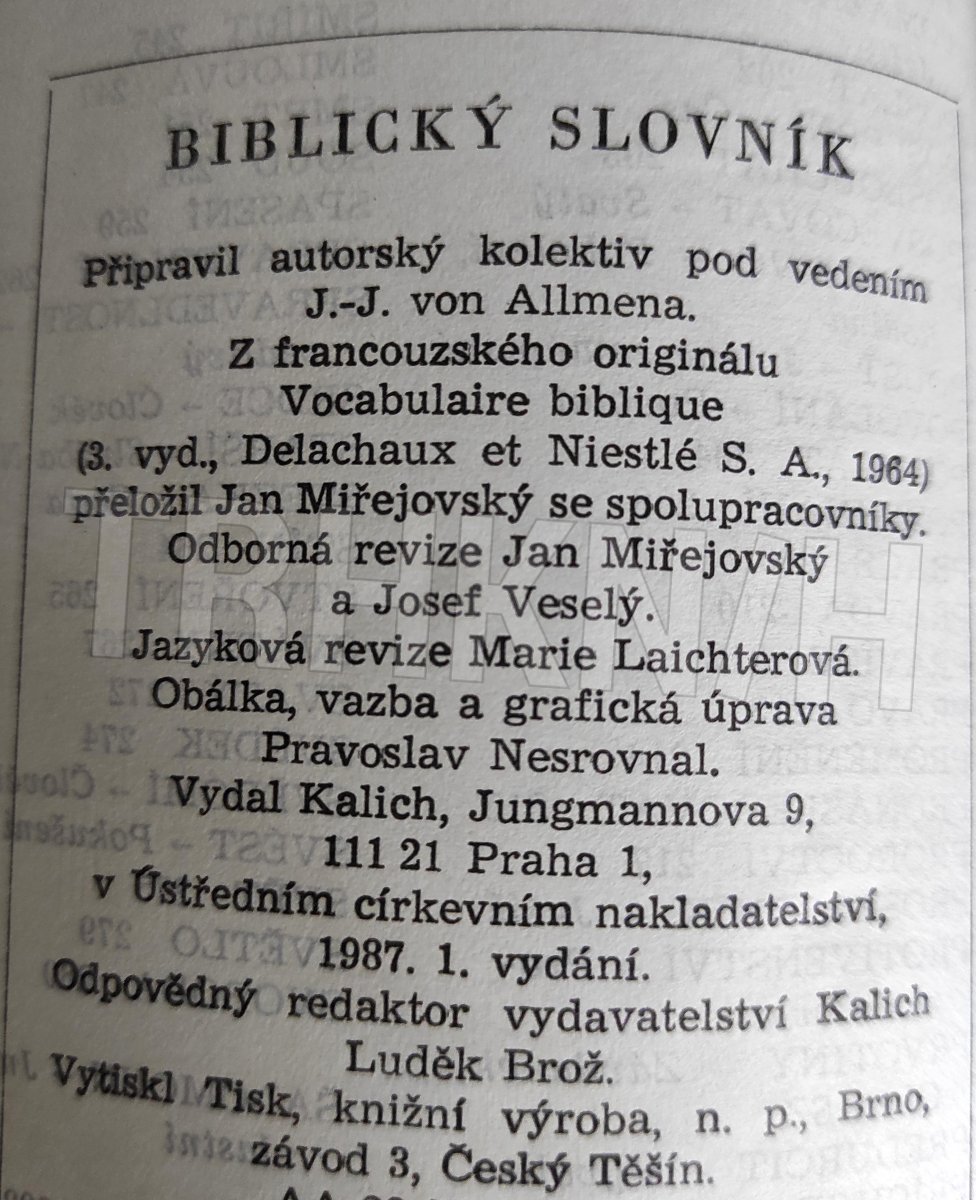 BIBLICKÝ SLOVNÍK
Připravil autorský kolektiv pod vedením
J.-J. von Allmena.
Z francouzského originálu
Vocabulaire biblique
(3. vyd., Delachaux et Niestlé S. A., 1964)
přeložil Jan Miřejovský se spolupracovníky.
Odborná revize Jan Miřejovský
a Josef Veselý.
Jazyková revize Marie Laichterová.
Obálka, vazba a grafická úprava
Pravoslav Nesrovnal.
Vydal Kalich, Jungmannova 9,
111 21 Praha 1,
v Ústředním církevním nakladatelství,
1987. 1. vydání.
Odpovědný redaktor vydavatelství Kalich
Luděk Brož.
Vytiskl Tisk, knižní výroba, n. p., Brno,
závod 3, Český Těšín.